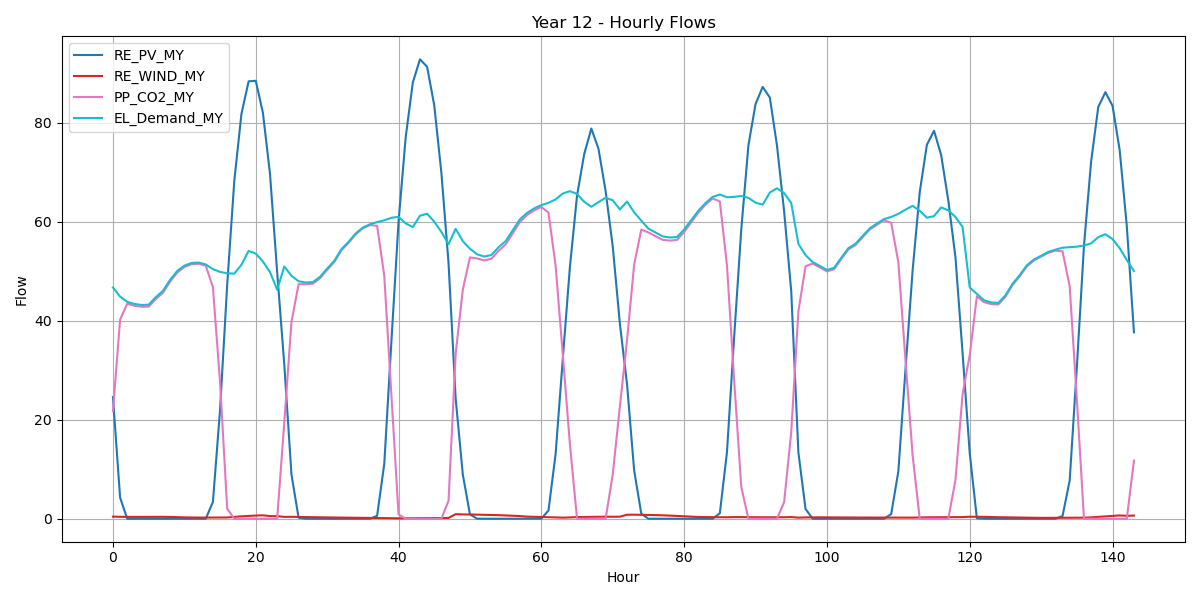 Year 12 - Hourly Flows
RE_PV_MY
RE_WIND_MY
PP_CO2_MY
EL_Demand_MY
Flow
80
60
40
20
0
0 20 40 60 80 100 120 140
Hour